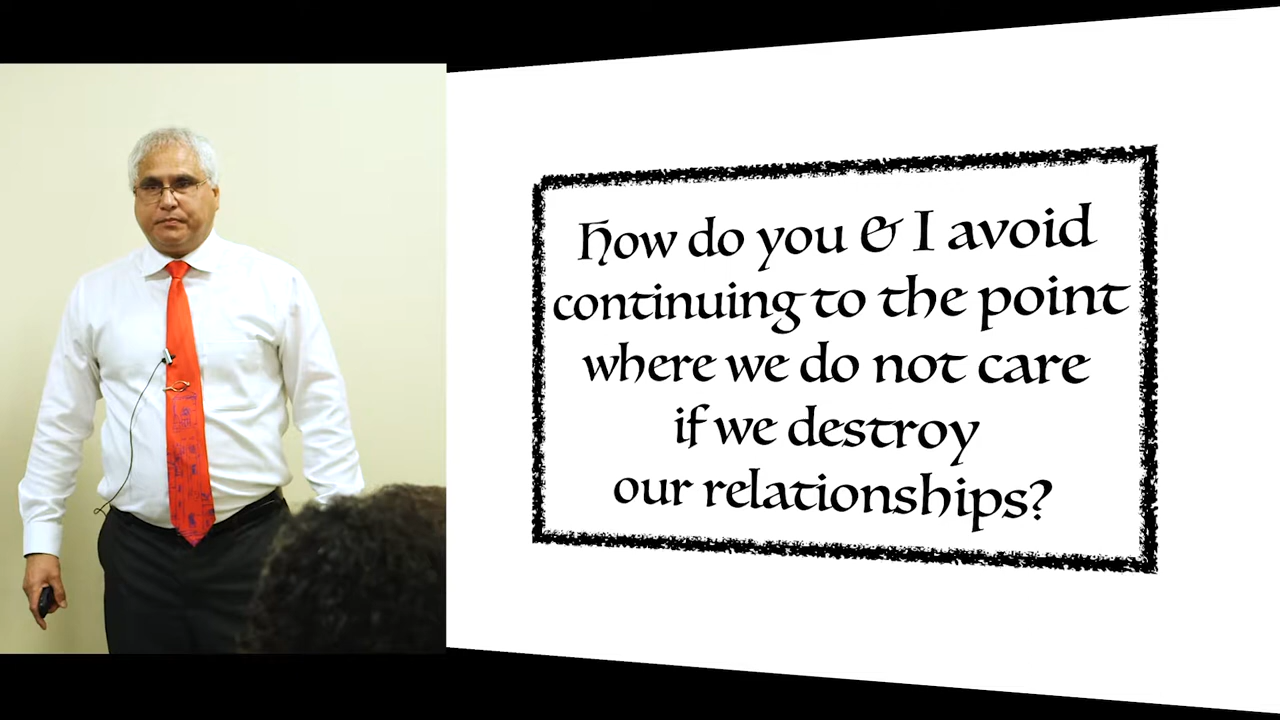 How do you & I avoid
continuing to the point
where we do not care
if we destroy
our relationships?